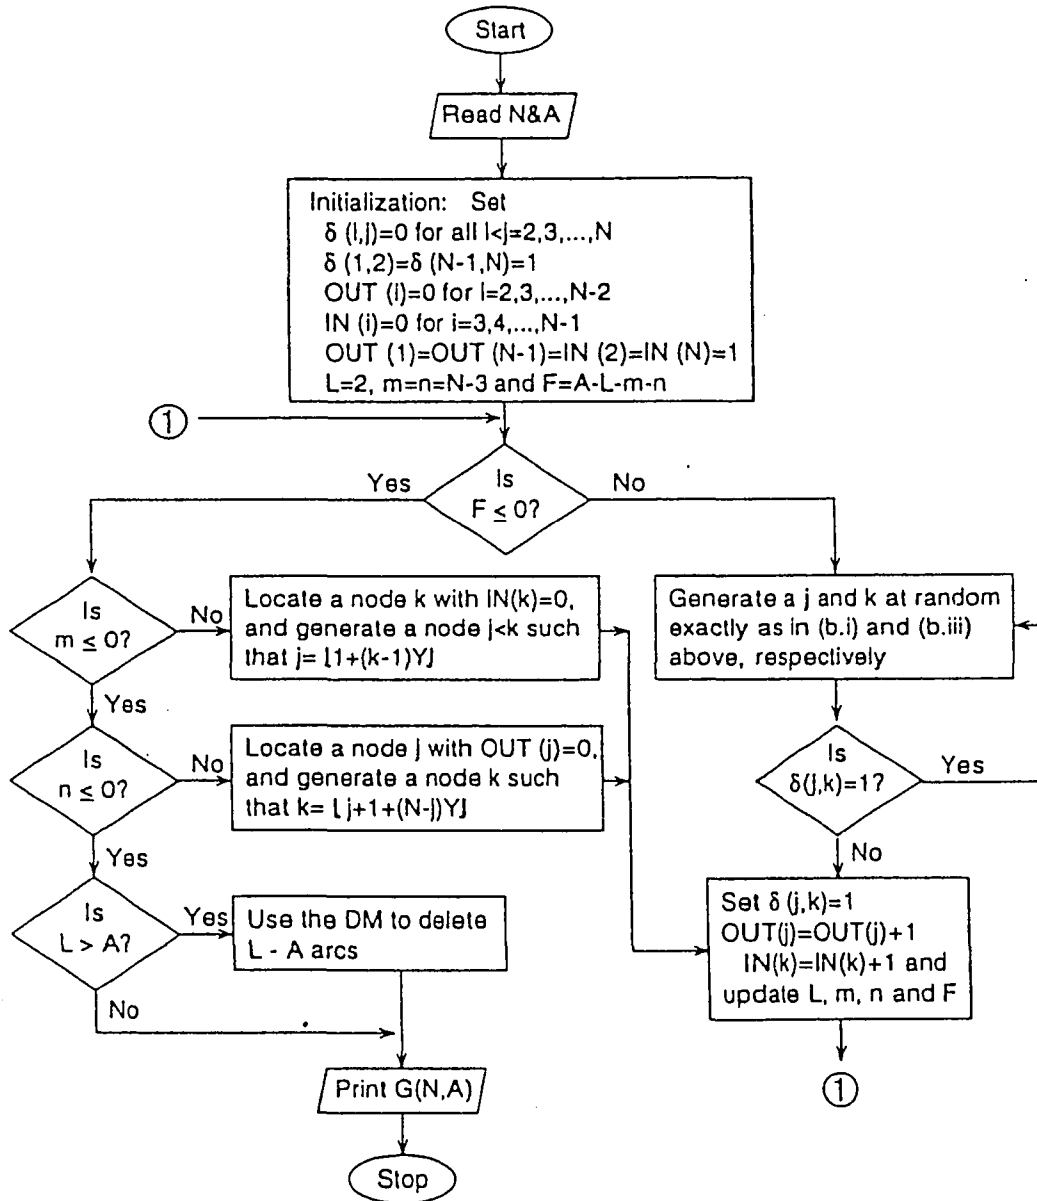 Start
Read N&A
Initialization: Set
δ (i,j)=0 for all i<j=2,3,...,N
δ (1,2)=δ (N-1,N)=1
OUT (i)=0 for i=2,3,...,N-2
IN (i)=0 for i=3,4,...,N-1
OUT (1)=OUT (N-1)=IN (2)=IN (N)=1
L=2, m=n=N-3 and F=A-L-m-n
1
Is
F ≤ 0?
Yes
No
Is
m ≤ 0?
No
Yes
Locate a node k with IN(k)=0,
and generate a node j<k such
that j= ⌊1+(k-1)Y⌋
Generate a j and k at random
exactly as in (b.i) and (b.iii)
above, respectively
Is
n ≤ 0?
No
Yes
Locate a node j with OUT (j)=0,
and generate a node k such
that k= ⌊ j+1+(N-j)Y⌋
Is
δ(j,k)=1?
Yes
No
Is
L > A?
Yes
No
Use the DM to delete
L - A arcs
Set δ (j,k)=1
OUT(j)=OUT(j)+1
IN(k)=IN(k)+1 and
update L, m, n and F
1
Print G(N,A)
Stop